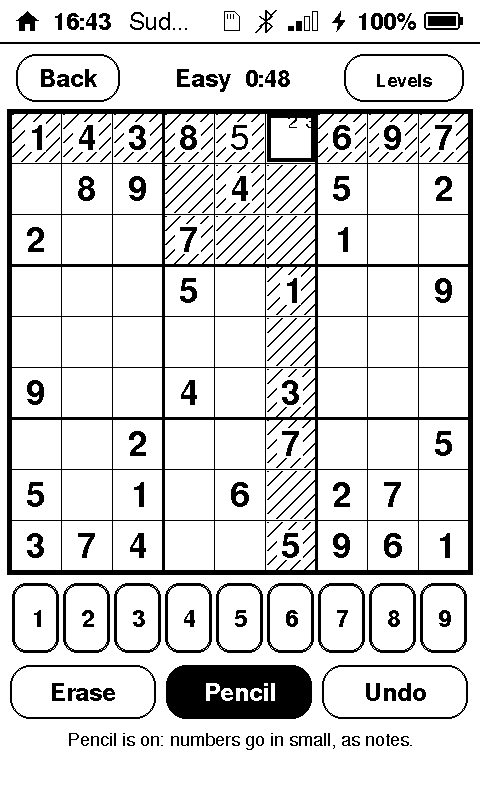 16:43 Sud... 100%
Back Easy 0:48 Levels
1 4 3 8 5 2 3 6 9 7
8 9 4 5 2
2 7 1
5 1 9
9 4 3
2 7 5
5 1 6 2 7
3 7 4 5 9 6 1
1 2 3 4 5 6 7 8 9
Erase Pencil Undo
Pencil is on: numbers go in small, as notes.